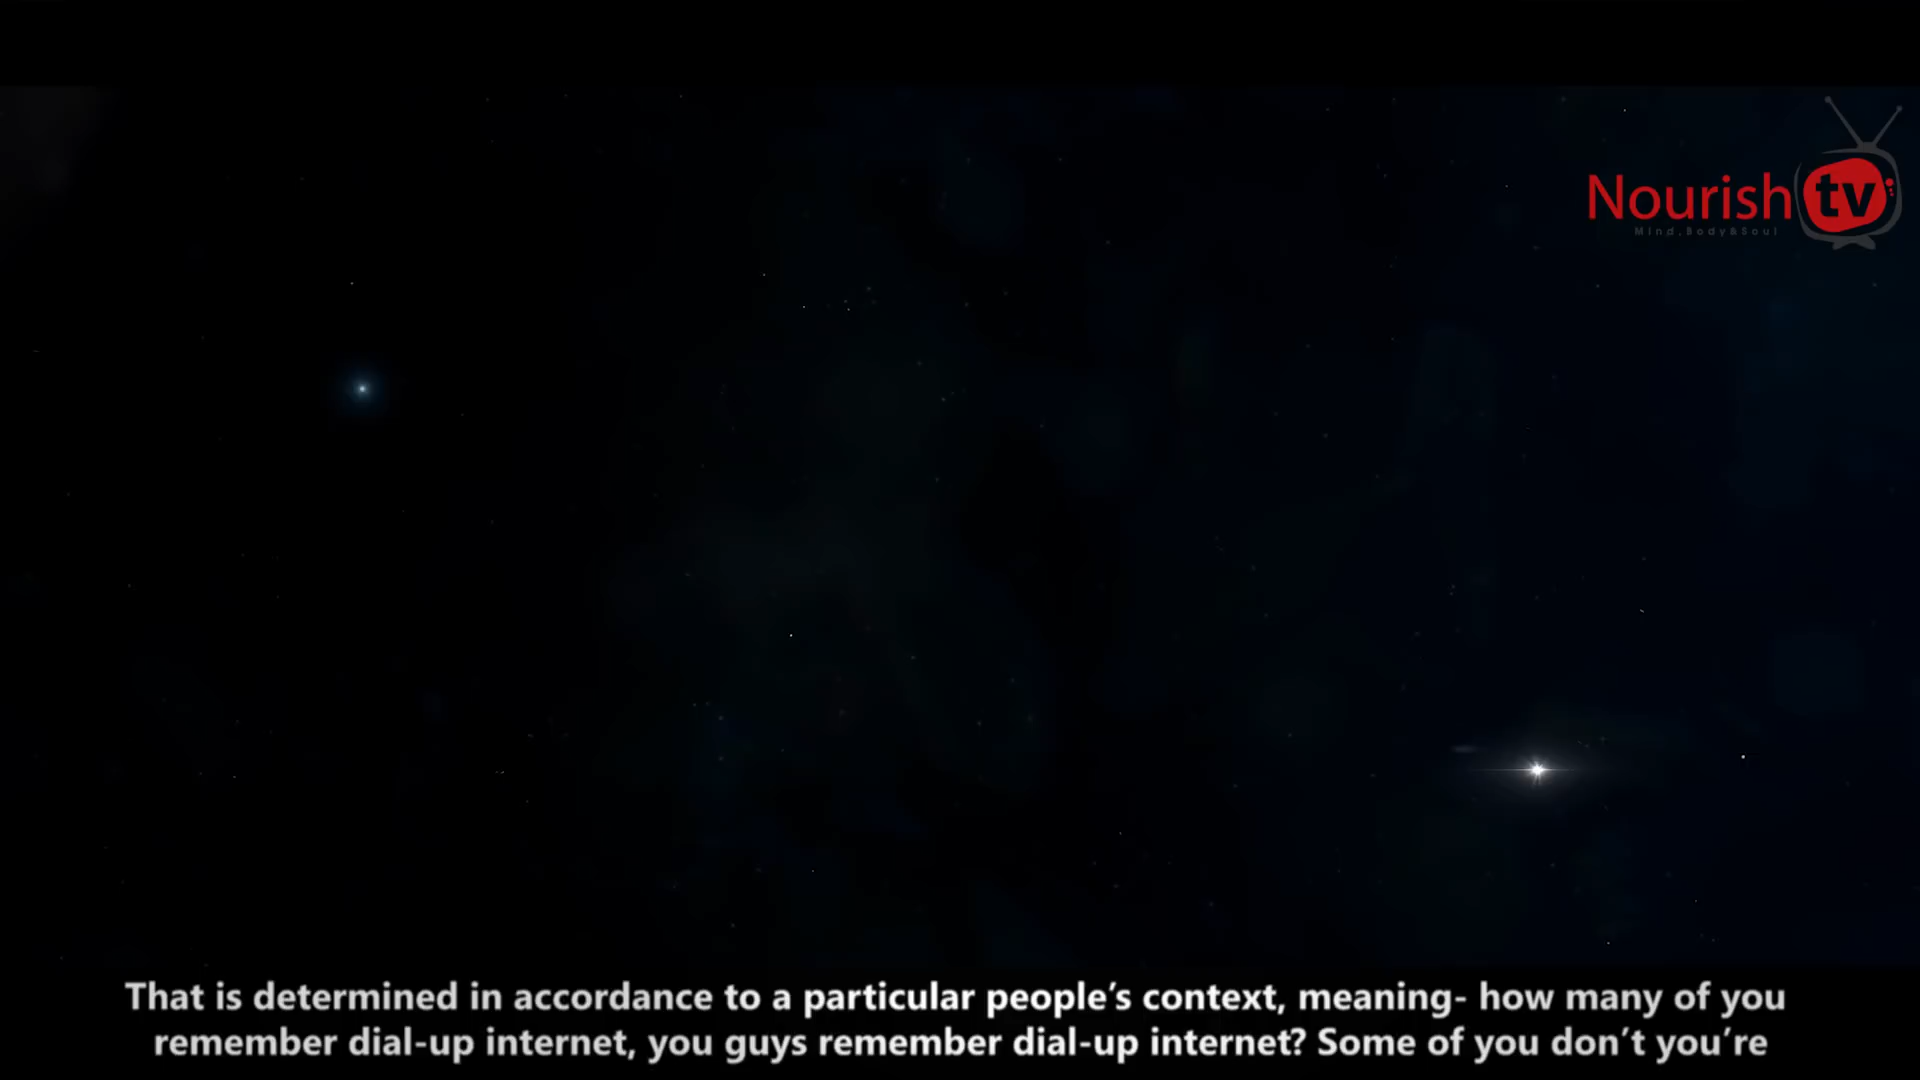 Nourish tv
Mind,Body&Soul
That is determined in accordance to a particular people's context, meaning- how many of you
remember dial-up internet, you guys remember dial-up internet? Some of you don't you're